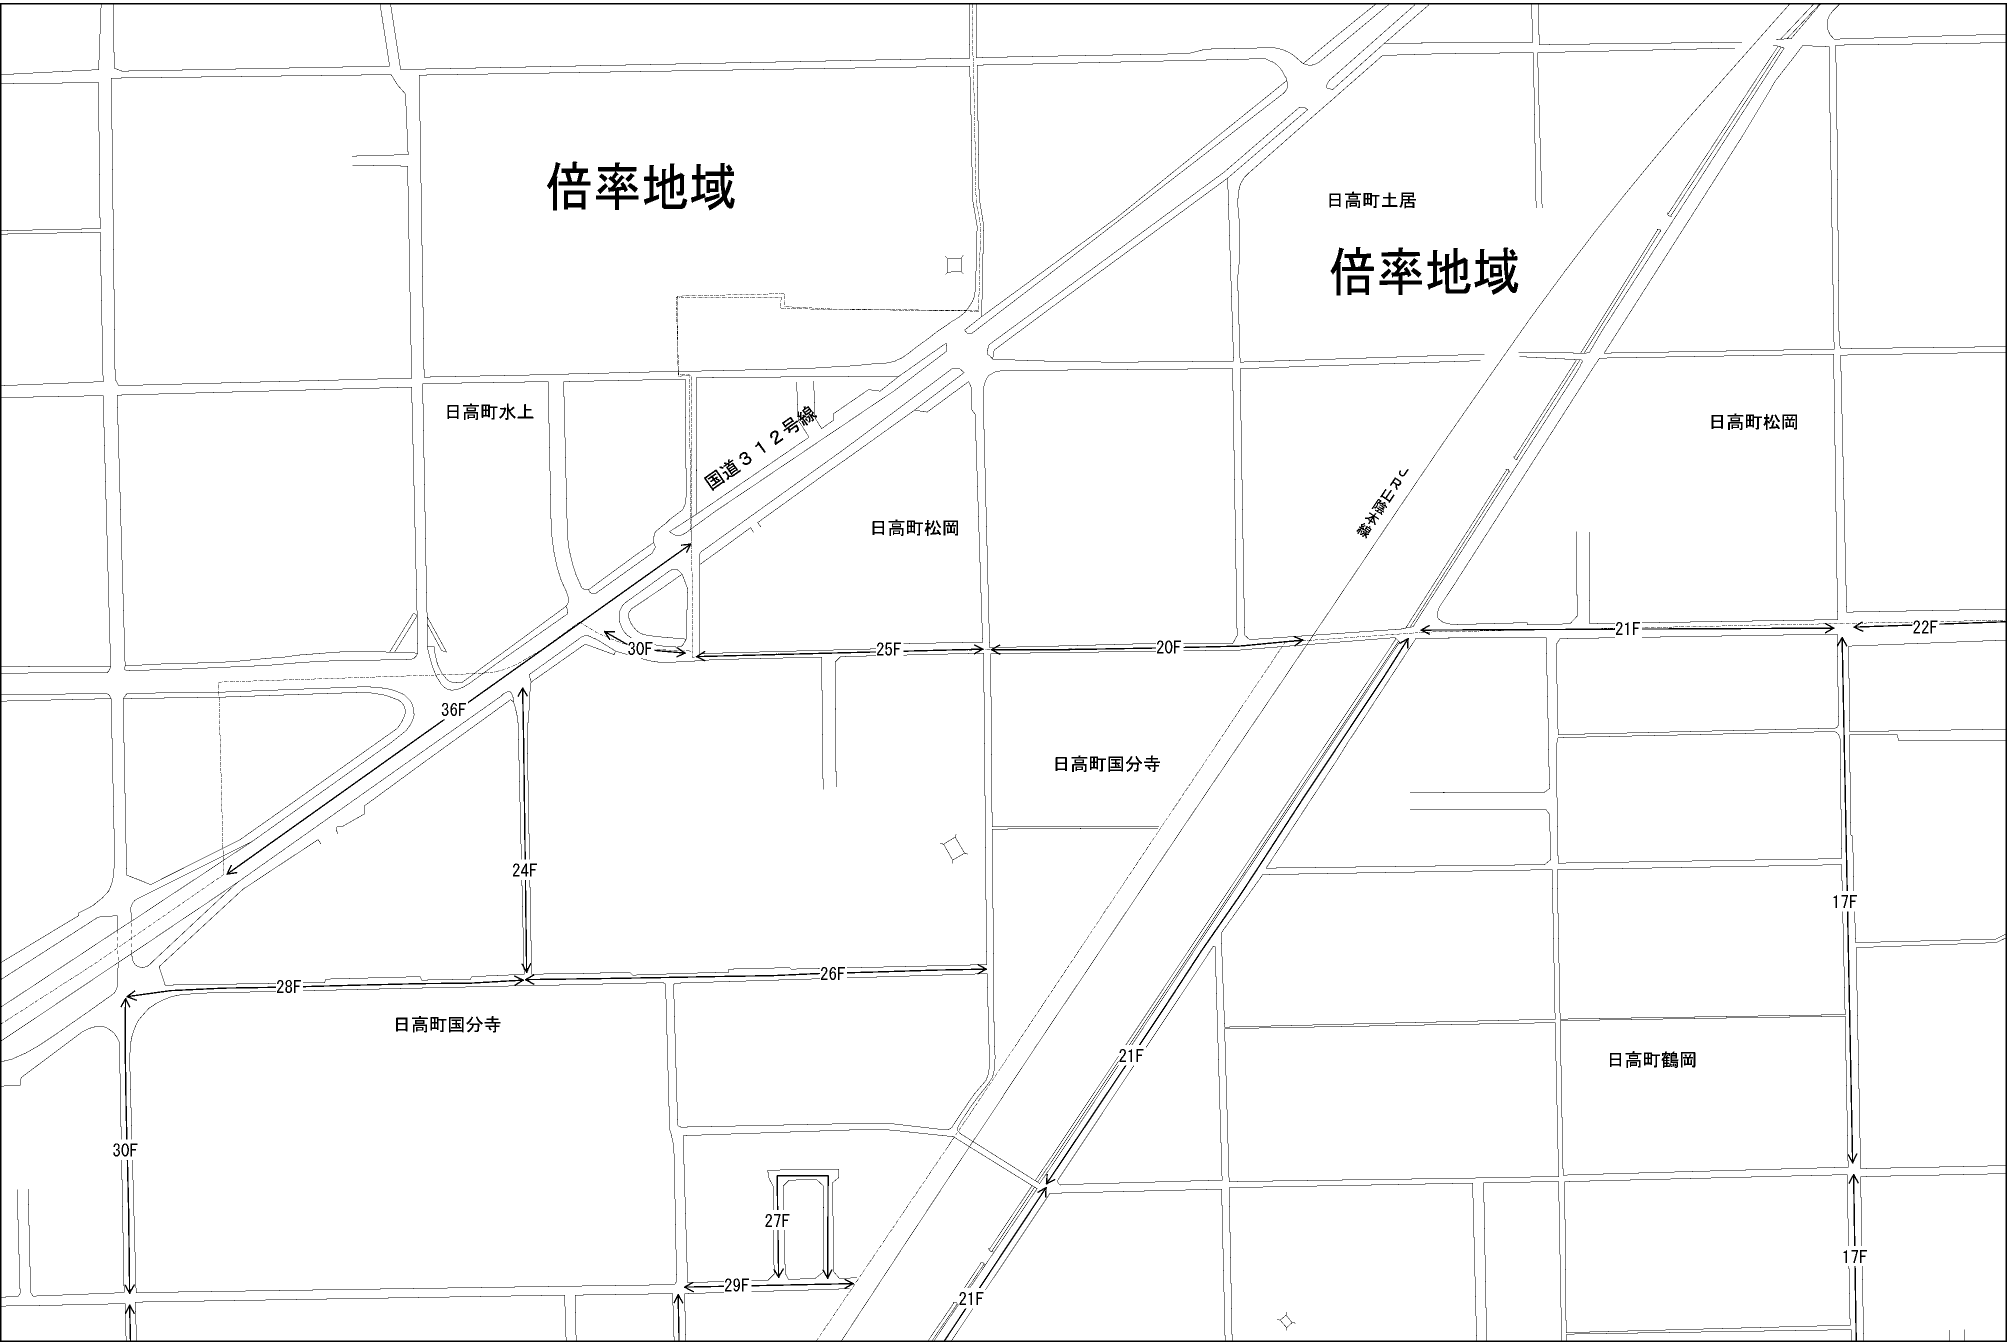 倍率地域
日高町土居
倍率地域
日高町水上
国道３１２号線
日高町松岡
JR山陰本線
日高町松岡
30F
25F
20F
21F
22F
36F
日高町国分寺
24F
17F
28F
26F
日高町国分寺
21F
日高町鶴岡
30F
27F
29F
21F
17F